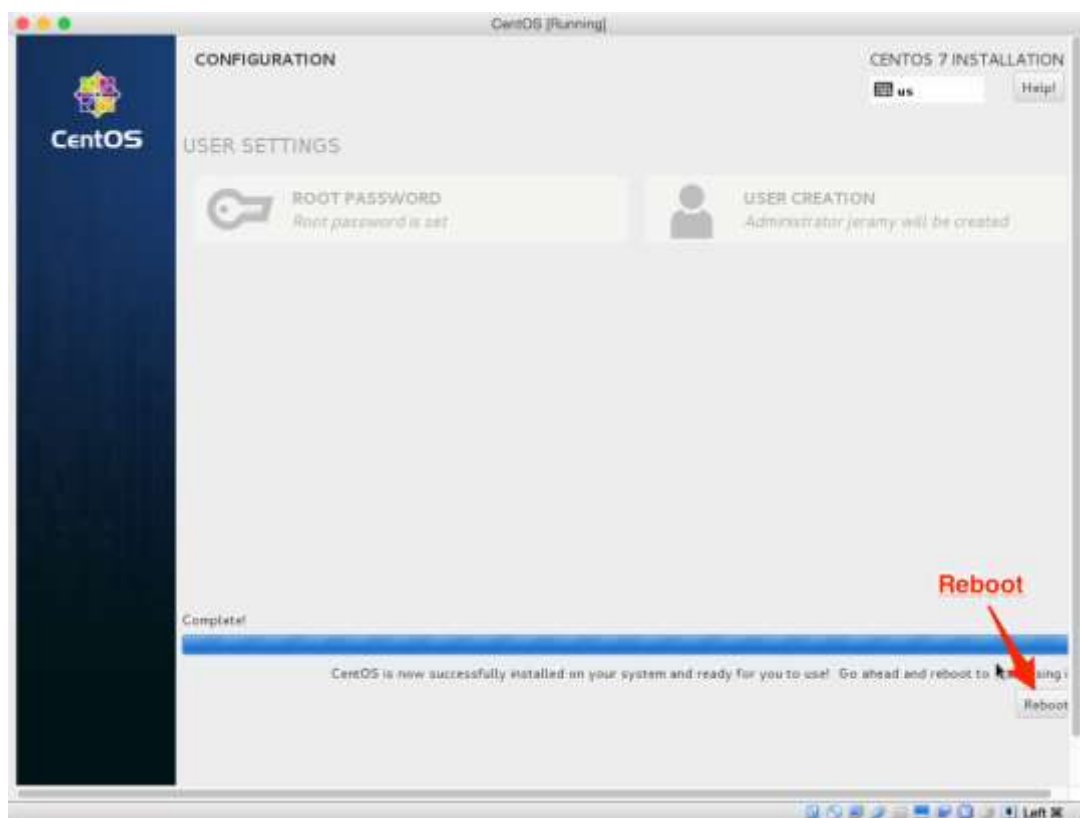 CentOS [Running]
CONFIGURATION
CENTOS 7 INSTALLATION
us
Help!
CentOS
USER SETTINGS
ROOT PASSWORD
Root password is set
USER CREATION
Administrator jeramy will be created
Reboot
Complete!
CentOS is now successfully installed on your system and ready for you to use! Go ahead and reboot to
Reboot
Left ⌘